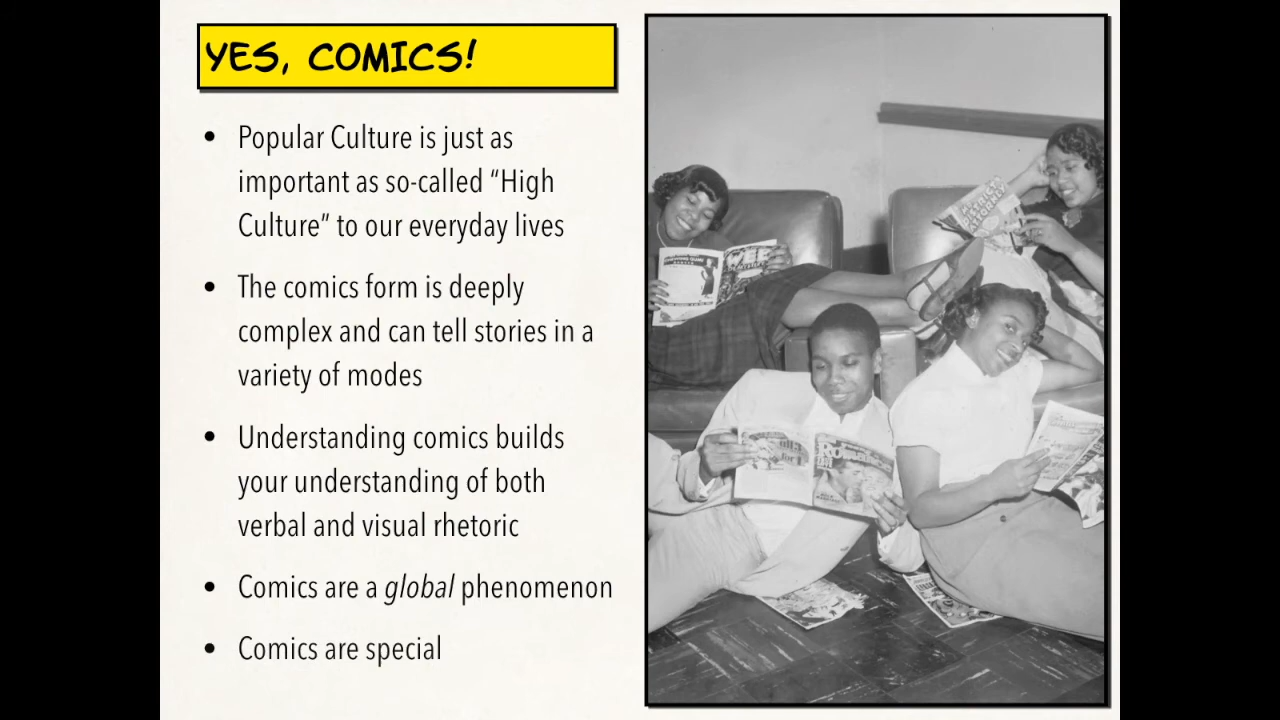 YES, COMICS!
• Popular Culture is just as
important as so-called “High
Culture” to our everyday lives
• The comics form is deeply
complex and can tell stories in a
variety of modes
• Understanding comics builds
your understanding of both
verbal and visual rhetoric
• Comics are a global phenomenon
• Comics are special